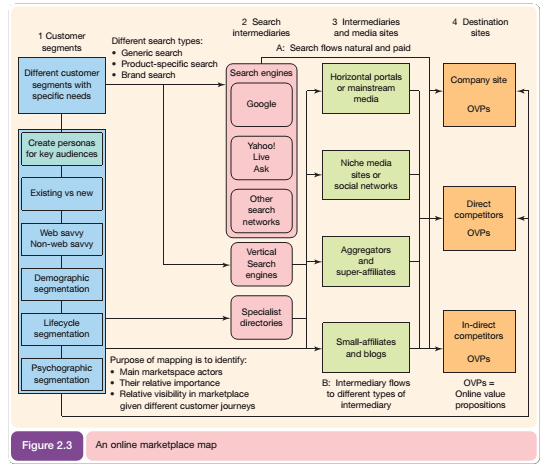 1 Customer
segments
Different search types:
• Generic search
• Product-specific search
• Brand search
2 Search
intermediaries
3 Intermediaries
and media sites
4 Destination
sites
A: Search flows natural and paid
Different customer
segments with
specific needs
Create personas
for key audiences
Existing vs new
Web savvy
Non-web savvy
Demographic
segmentation
Lifecycle
segmentation
Psychographic
segmentation
Search engines
Google
Yahoo!
Live
Ask
Other
search
networks
Vertical
Search
engines
Specialist
directories
Horizontal portals
or mainstream
media
Niche media
sites or
social networks
Aggregators
and
super-affiliates
Small-affiliates
and blogs
Company site
OVPs
Direct
competitors
OVPs
In-direct
competitors
OVPs
Purpose of mapping is to identify:
• Main marketspace actors
• Their relative importance
• Relative visibility in marketplace
given different customer journeys
B: Intermediary flows
to different types of
intermediary
OVPs =
Online value
propositions
Figure 2.3
An online marketplace map